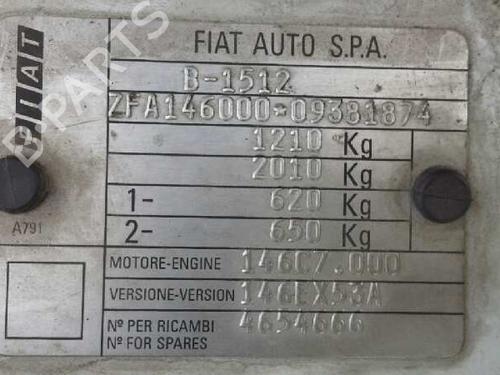 FIAT
FIAT AUTO S.P.A.
B-1512
ZFA146000*09381874
1210 Kg
2010 Kg
1- 620 Kg
2- 650 Kg
A791
MOTORE-ENGINE 146C7.000
VERSIONE-VERSION 146EX53A
Nº PER RICAMBI 4654666
Nº FOR SPARES
B-PARTS